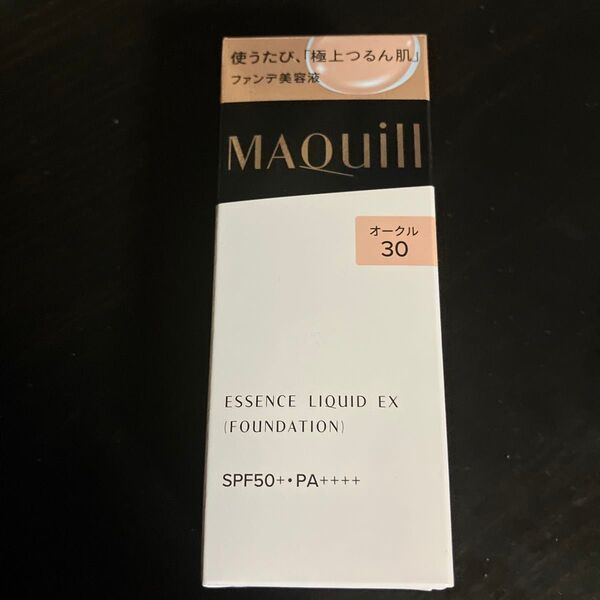 使うたび、「極上つるん肌」
ファンデ美容液
MAQuill
オークル
30
ESSENCE LIQUID EX
(FOUNDATION)
SPF50+・PA++++